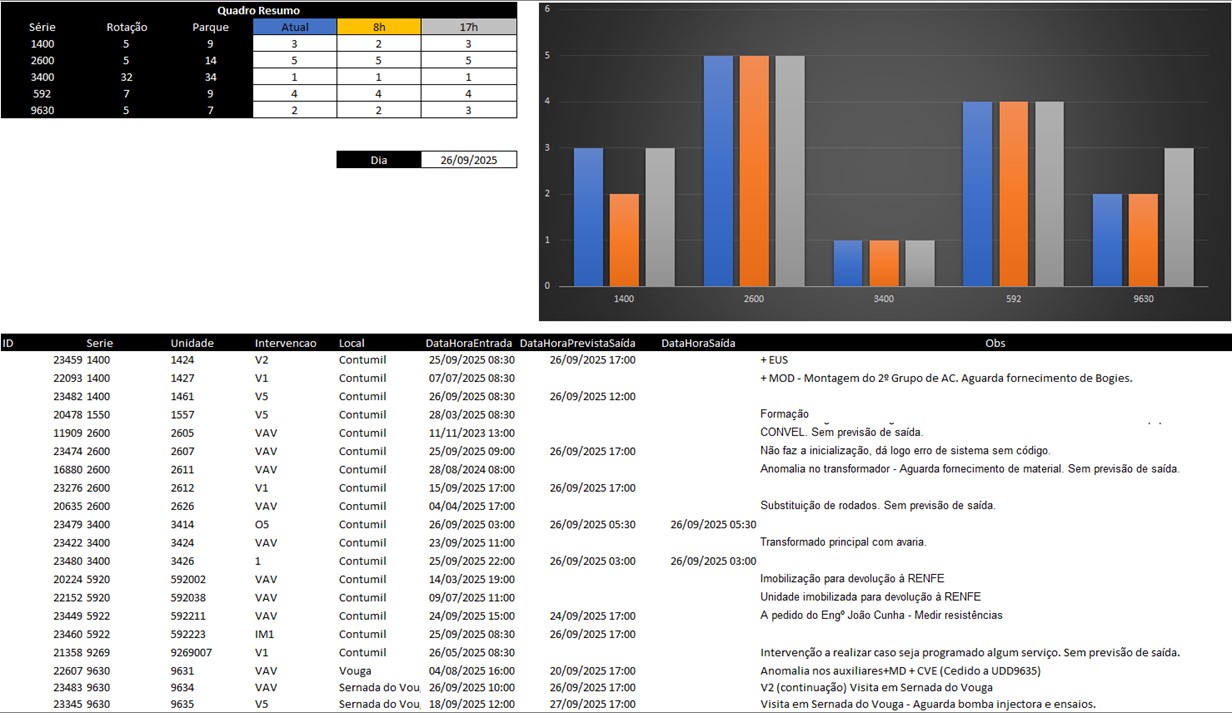 Quadro Resumo
Série Rotação Parque Atual 8h 17h
1400 5 9 3 2 3
2600 5 14 5 5 5
3400 32 34 1 1 1
592 7 9 4 4 4
9630 5 7 2 2 3
Dia 26/09/2025
6
5
4
3
2
1
0
1400 2600 3400 592 9630
ID Serie Unidade Intervencao Local DataHoraEntrada DataHoraPrevistaSaída DataHoraSaída Obs
23459 1400 1424 V2 Contumil 25/09/2025 08:30 26/09/2025 17:00 + EUS
22093 1400 1427 V1 Contumil 07/07/2025 08:30 + MOD - Montagem do 2º Grupo de AC. Aguarda fornecimento de Bogies.
23482 1400 1461 V5 Contumil 26/09/2025 08:30 26/09/2025 12:00
20478 1550 1557 V5 Contumil 28/03/2025 08:30 Formação
11909 2600 2605 VAV Contumil 11/11/2023 13:00 CONVEL. Sem previsão de saída.
23474 2600 2607 VAV Contumil 25/09/2025 09:00 26/09/2025 17:00 Não faz a inicialização, dá logo erro de sistema sem código.
16880 2600 2611 VAV Contumil 28/08/2024 08:00 Anomalia no transformador - Aguarda fornecimento de material. Sem previsão de saída.
23276 2600 2612 V1 Contumil 15/09/2025 17:00 26/09/2025 17:00
20635 2600 2626 VAV Contumil 04/04/2025 17:00 Substituição de rodados. Sem previsão de saída.
23479 3400 3414 O5 Contumil 26/09/2025 03:00 26/09/2025 05:30 26/09/2025 05:30
23422 3400 3424 VAV Contumil 23/09/2025 11:00 Transformado principal com avaria.
23480 3400 3426 1 Contumil 25/09/2025 22:00 26/09/2025 03:00 26/09/2025 03:00
20224 5920 592002 VAV Contumil 14/03/2025 19:00 Imobilização para devolução à RENFE
22152 5920 592038 VAV Contumil 09/07/2025 11:00 Unidade imobilizada para devolução à RENFE
23449 5922 592211 VAV Contumil 24/09/2025 15:00 24/09/2025 17:00 A pedido do Engº João Cunha - Medir resistências
23460 5922 592223 IM1 Contumil 25/09/2025 08:30 26/09/2025 17:00
21358 9269 9269007 V1 Contumil 26/05/2025 08:30 Intervenção a realizar caso seja programado algum serviço. Sem previsão de saída.
22607 9630 9631 VAV Vouga 04/08/2025 16:00 20/09/2025 17:00 Anomalia nos auxiliares+MD + CVE (Cedido a UDD9635)
23483 9630 9634 VAV Sernada do Vou 26/09/2025 10:00 26/09/2025 17:00 V2 (continuação) Visita em Sernada do Vouga
23345 9630 9635 V5 Sernada do Vou 18/09/2025 12:00 27/09/2025 17:00 Visita em Sernada do Vouga - Aguarda bomba injectora e ensaios.